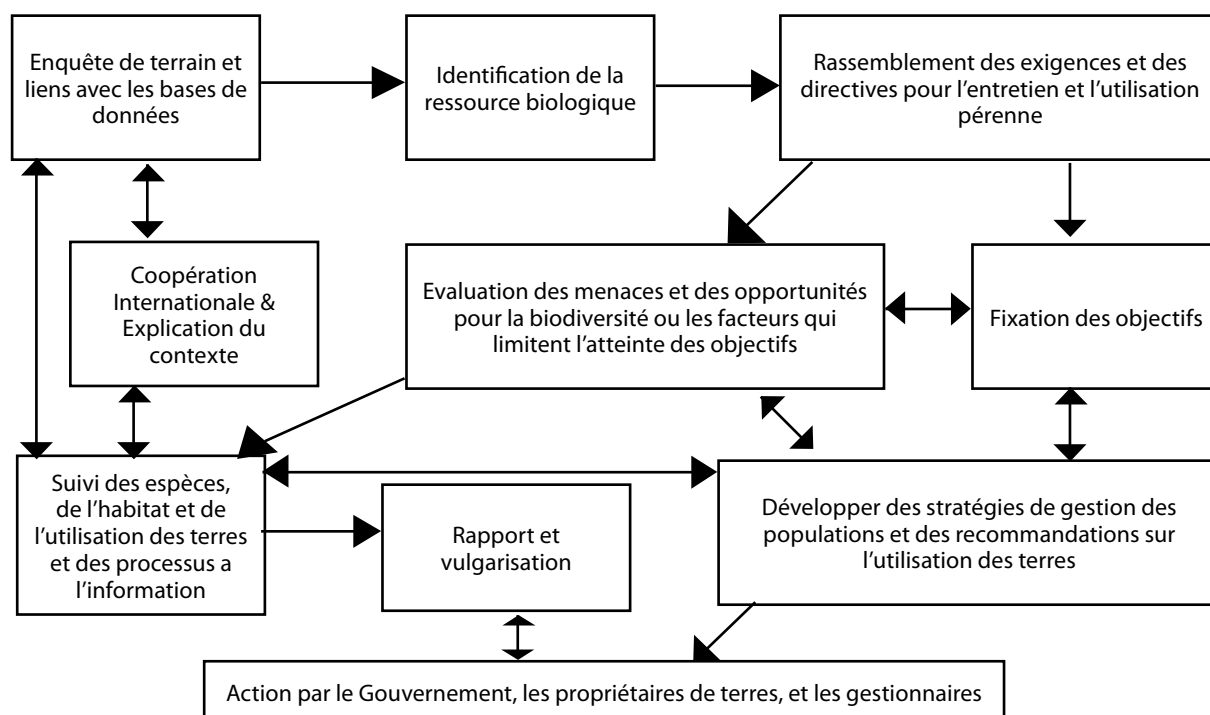 Enquête de terrain et
liens avec les bases de
données
Identification de la
ressource biologique
Rassemblement des exigences et des
directives pour l'entretien et l'utilisation
pérenne
Coopération
Internationale &
Explication du
contexte
Evaluation des menaces et des opportunités
pour la biodiversité ou les facteurs qui
limitent l'atteinte des objectifs
Fixation des objectifs
Suivi des espèces,
de l'habitat et de
l'utilisation des terres
et des processus a
l'information
Rapport et
vulgarisation
Développer des stratégies de gestion des
populations et des recommandations sur
l'utilisation des terres
Action par le Gouvernement, les propriétaires de terres, et les gestionnaires